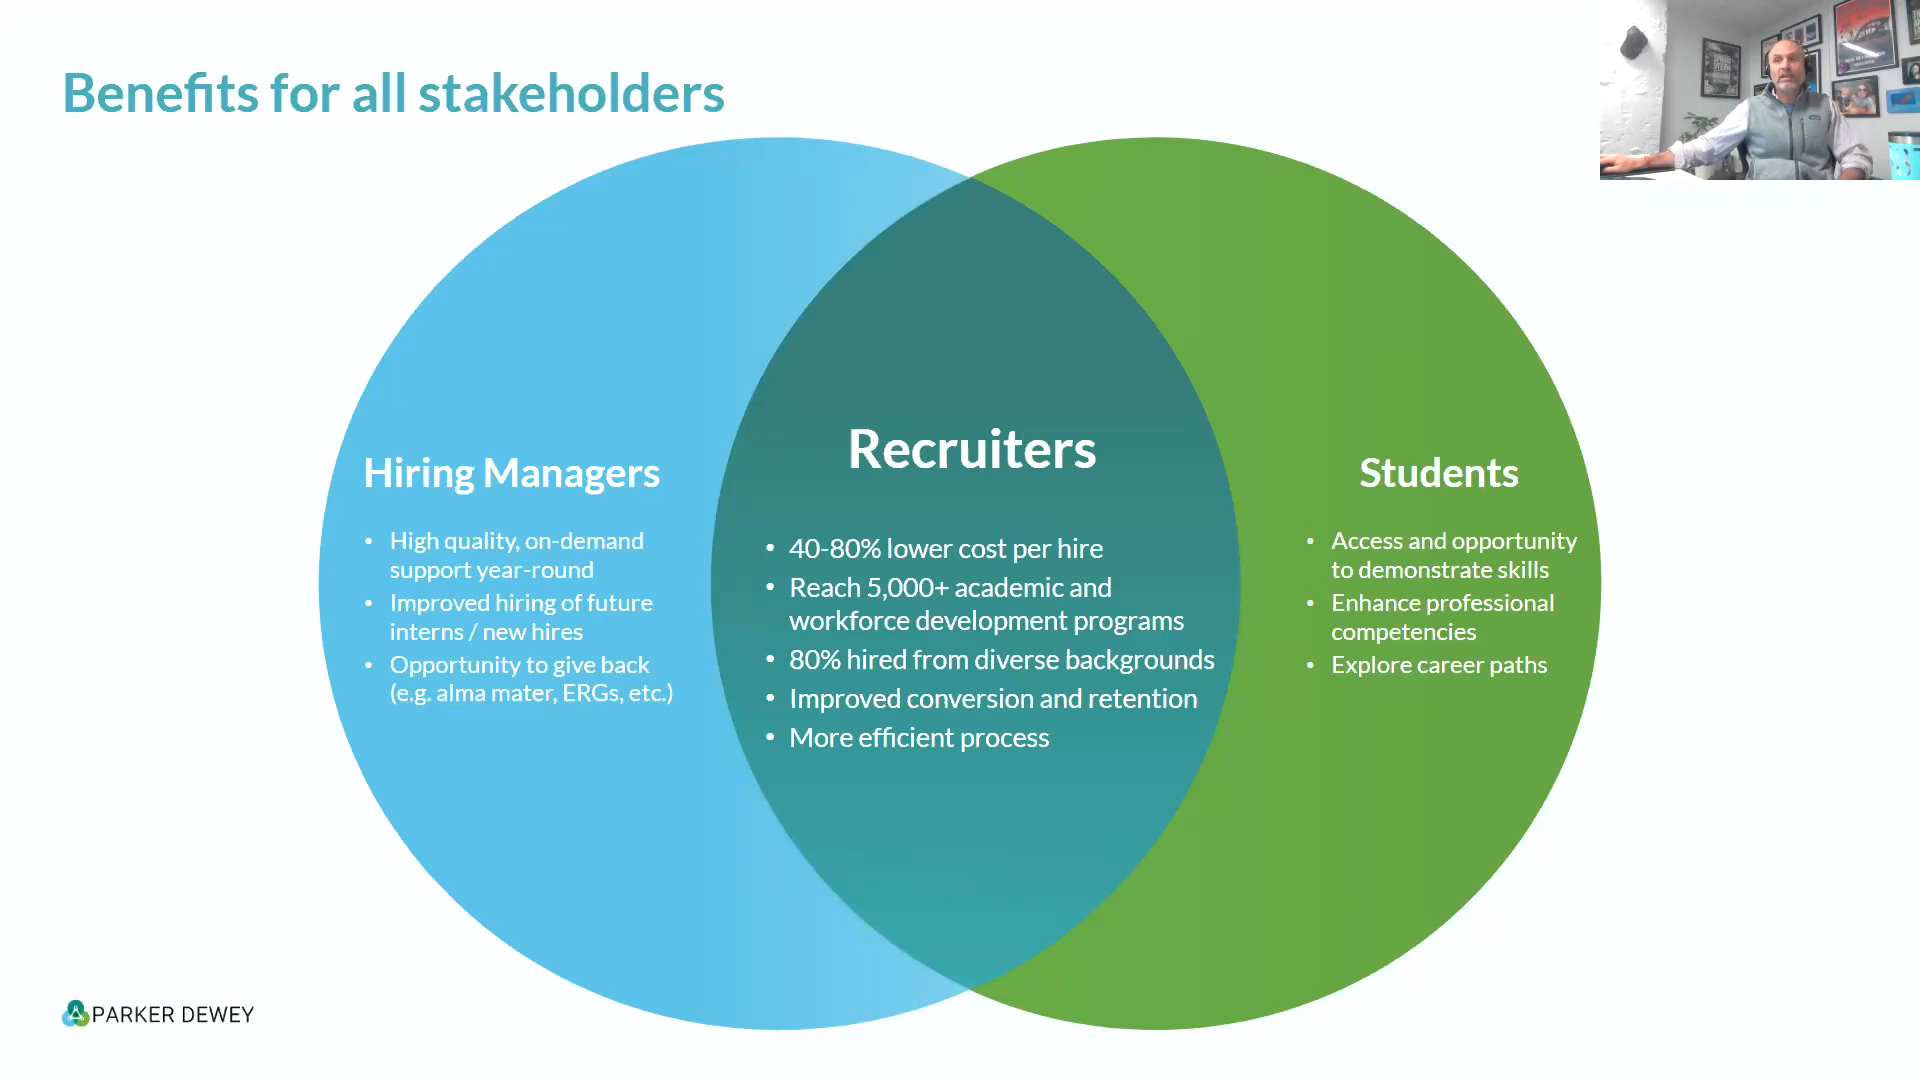 Benefits for all stakeholders
Hiring Managers
• High quality, on-demand
support year-round
• Improved hiring of future
interns / new hires
• Opportunity to give back
(e.g. alma mater, ERGs, etc.)
Recruiters
• 40-80% lower cost per hire
• Reach 5,000+ academic and
workforce development programs
• 80% hired from diverse backgrounds
• Improved conversion and retention
• More efficient process
Students
• Access and opportunity
to demonstrate skills
• Enhance professional
competencies
• Explore career paths
PARKER DEWEY